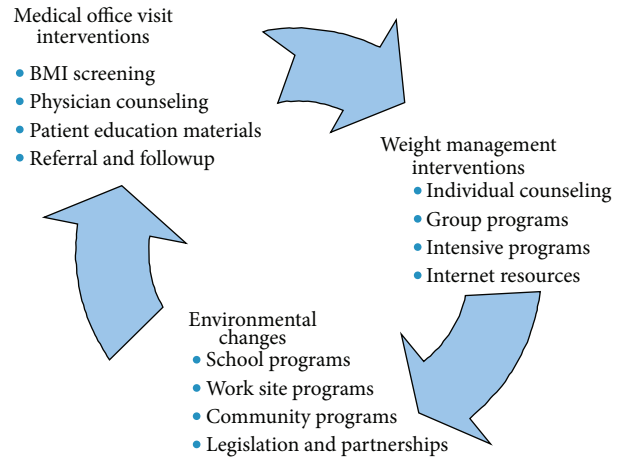 Medical office visit
interventions
• BMI screening
• Physician counseling
• Patient education materials
• Referral and followup
Weight management
interventions
• Individual counseling
• Group programs
• Intensive programs
• Internet resources
Environmental
changes
• School programs
• Work site programs
• Community programs
• Legislation and partnerships